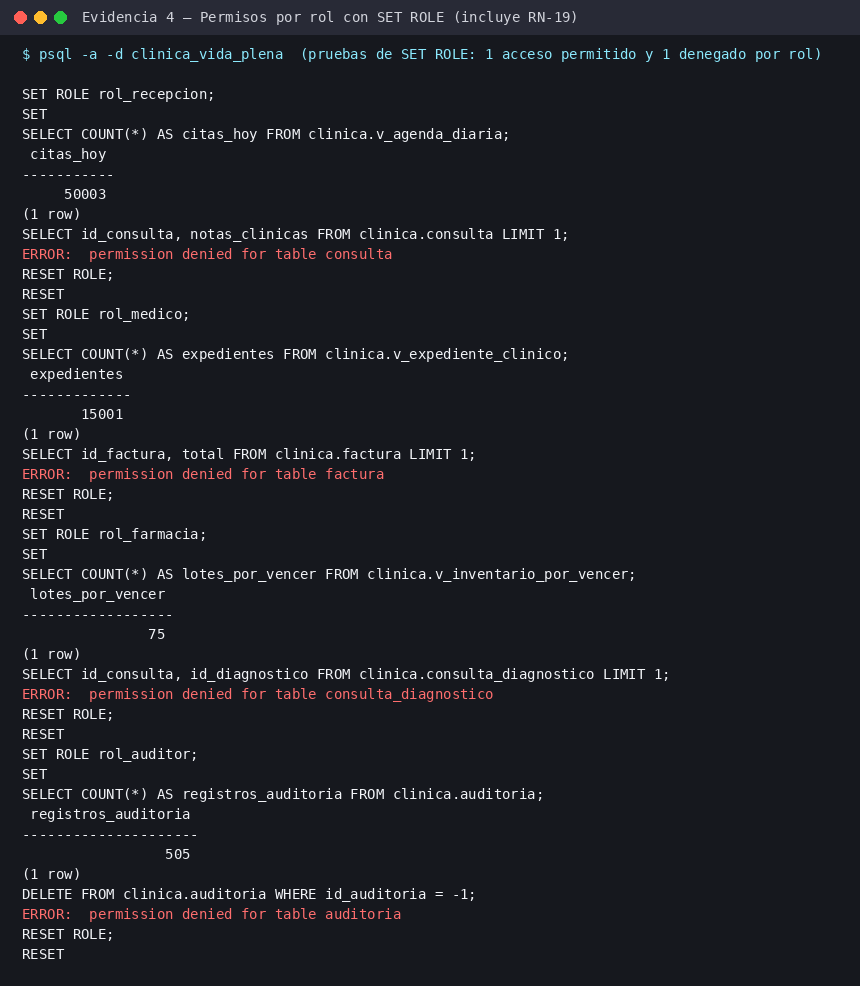 Evidencia 4 — Permisos por rol con SET ROLE (incluye RN-19)
$ psql -a -d clinica_vida_plena  (pruebas de SET ROLE: 1 acceso permitido y 1 denegado por rol)
SET ROLE rol_recepcion;
SET
SELECT COUNT(*) AS citas_hoy FROM clinica.v_agenda_diaria;
 citas_hoy
-----------
     50003
(1 row)
SELECT id_consulta, notas_clinicas FROM clinica.consulta LIMIT 1;
ERROR:  permission denied for table consulta
RESET ROLE;
RESET
SET ROLE rol_medico;
SET
SELECT COUNT(*) AS expedientes FROM clinica.v_expediente_clinico;
 expedientes
-------------
       15001
(1 row)
SELECT id_factura, total FROM clinica.factura LIMIT 1;
ERROR:  permission denied for table factura
RESET ROLE;
RESET
SET ROLE rol_farmacia;
SET
SELECT COUNT(*) AS lotes_por_vencer FROM clinica.v_inventario_por_vencer;
 lotes_por_vencer
------------------
               75
(1 row)
SELECT id_consulta, id_diagnostico FROM clinica.consulta_diagnostico LIMIT 1;
ERROR:  permission denied for table consulta_diagnostico
RESET ROLE;
RESET
SET ROLE rol_auditor;
SET
SELECT COUNT(*) AS registros_auditoria FROM clinica.auditoria;
 registros_auditoria
---------------------
                 505
(1 row)
DELETE FROM clinica.auditoria WHERE id_auditoria = -1;
ERROR:  permission denied for table auditoria
RESET ROLE;
RESET